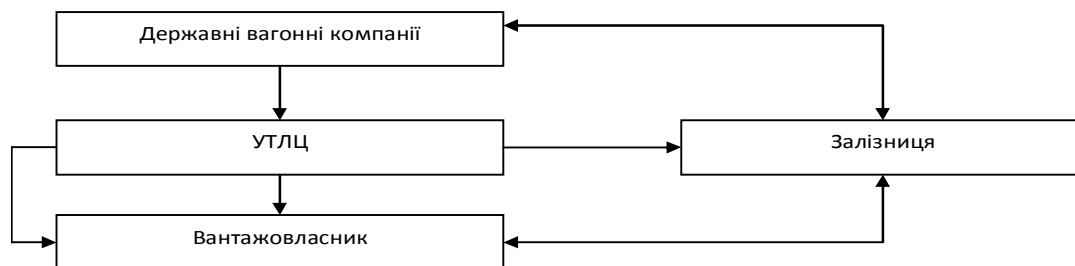 Державні вагонні компанії
УТЛЦ
Залізниця
Вантажовласник